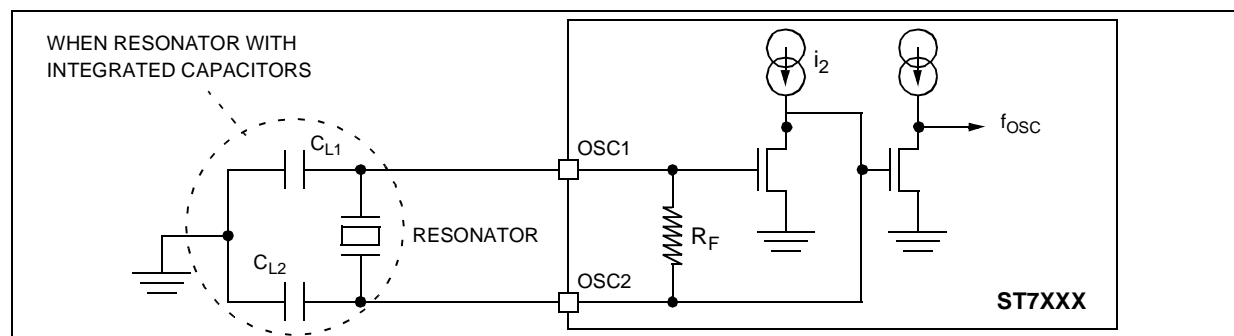 WHEN RESONATOR WITH
INTEGRATED CAPACITORS
i2
fOSC
CL1
OSC1
RESONATOR
RF
CL2
OSC2
ST7XXX